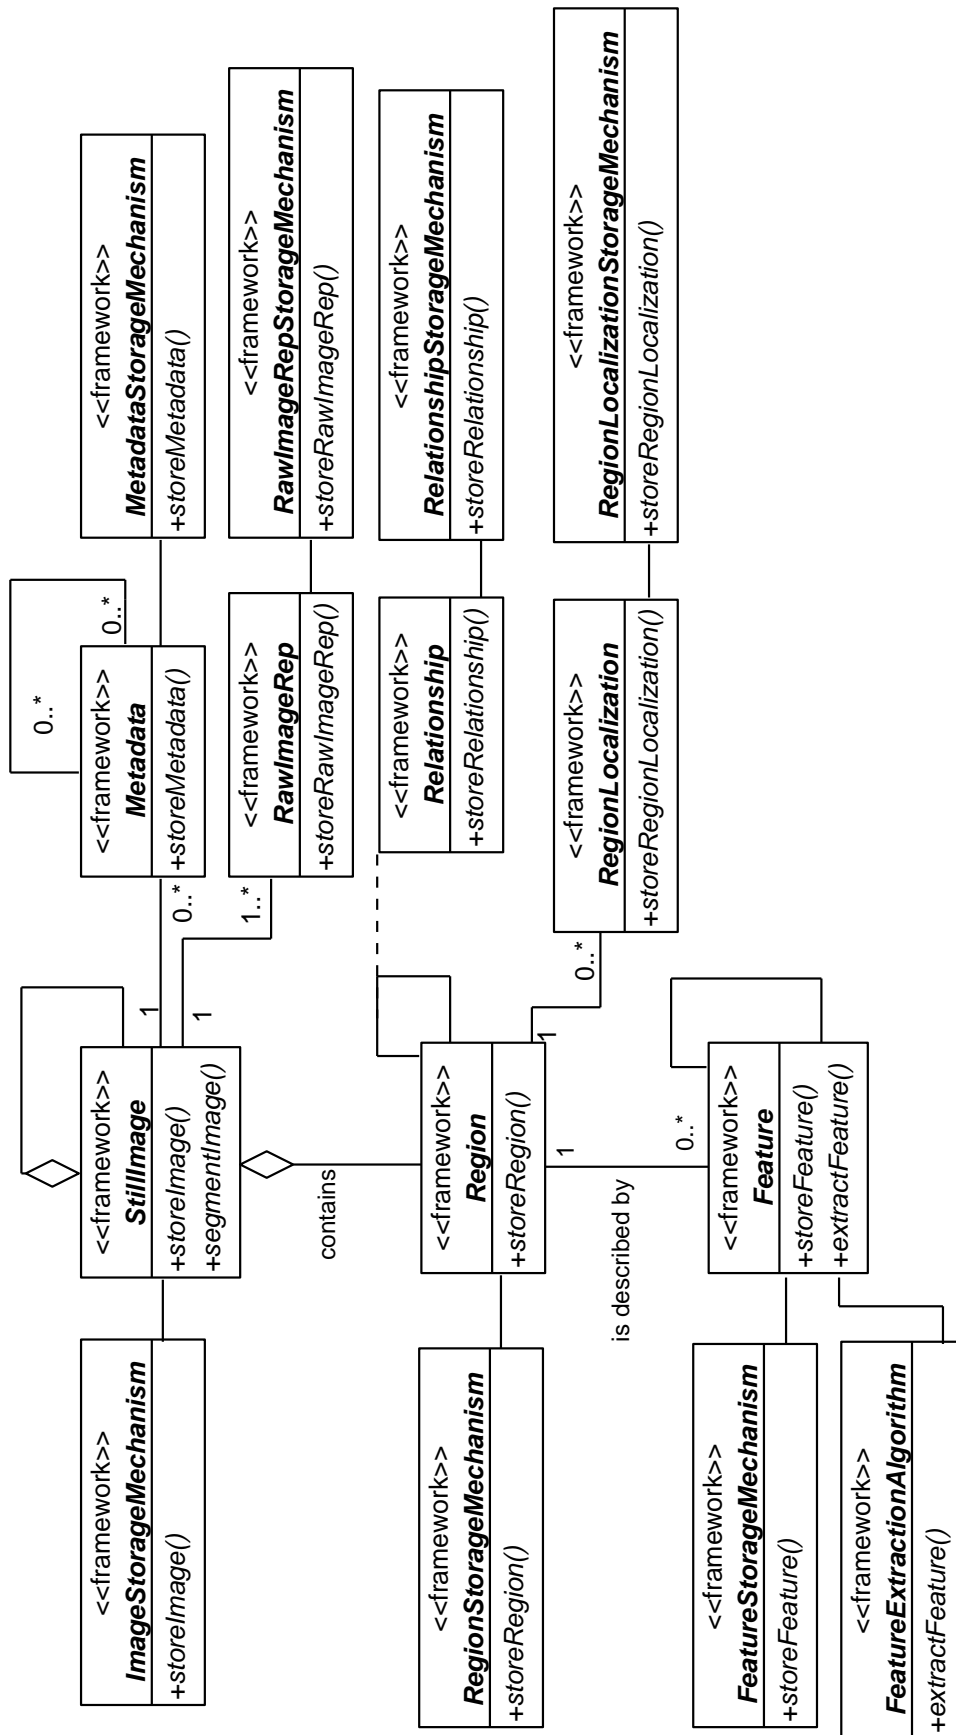 <<framework>>
ImageStorageMechanism
+storeImage()
<<framework>>
StillImage
+storeImage()
+segmentImage()
1
1
0..*
1..*
<<framework>>
Metadata
+storeMetadata()
0..*
0..*
<<framework>>
MetadataStorageMechanism
+storeMetadata()
<<framework>>
RawImageRep
+storeRawImageRep()
<<framework>>
RawImageRepStorageMechanism
+storeRawImageRep()
contains
<<framework>>
Relationship
+storeRelationship()
<<framework>>
RelationshipStorageMechanism
+storeRelationship()
<<framework>>
RegionStorageMechanism
+storeRegion()
<<framework>>
Region
+storeRegion()
1
0..*
1
<<framework>>
RegionLocalization
+storeRegionLocalization()
<<framework>>
RegionLocalizationStorageMechanism
+storeRegionLocalization()
is described by
0..*
<<framework>>
FeatureStorageMechanism
+storeFeature()
<<framework>>
Feature
+storeFeature()
+extractFeature()
<<framework>>
FeatureExtractionAlgorithm
+extractFeature()